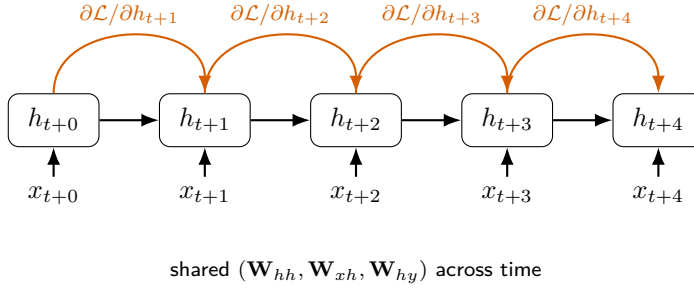 ∂ℒ/∂h_{t+1} ∂ℒ/∂h_{t+2} ∂ℒ/∂h_{t+3} ∂ℒ/∂h_{t+4}
h_{t+0} h_{t+1} h_{t+2} h_{t+3} h_{t+4}
x_{t+0} x_{t+1} x_{t+2} x_{t+3} x_{t+4}
shared (𝐖_{hh}, 𝐖_{xh}, 𝐖_{hy}) across time